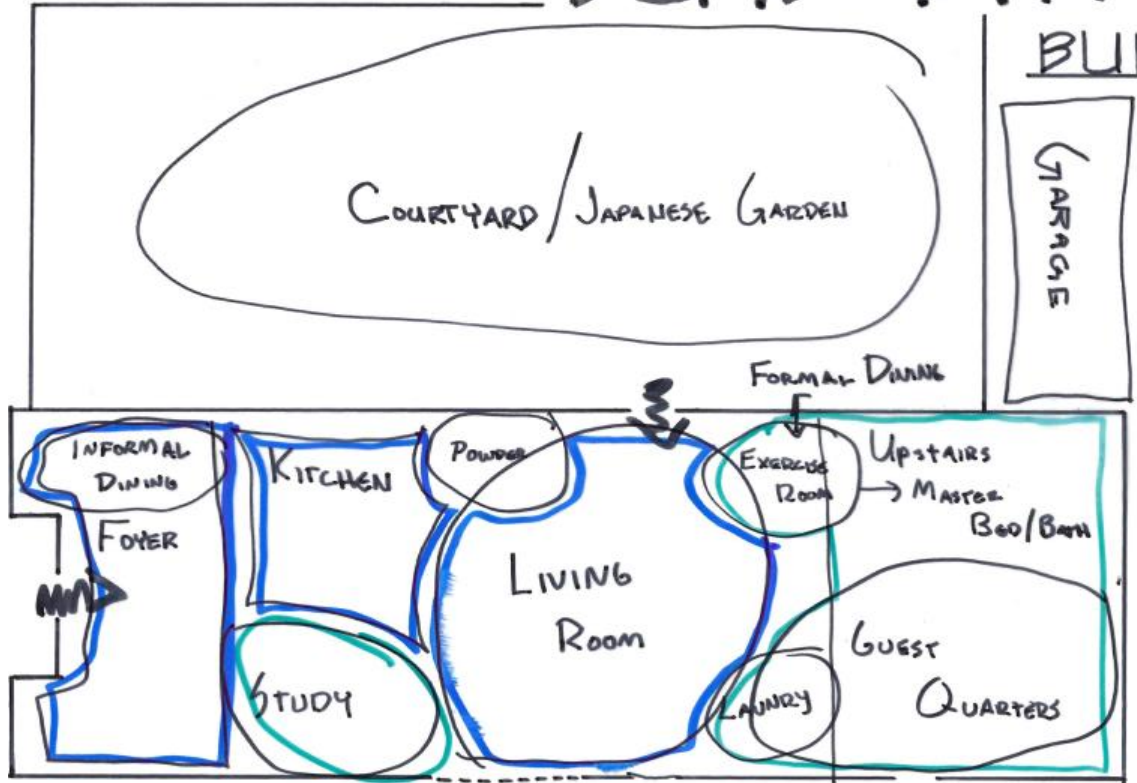 BU
GARAGE
COURTYARD/JAPANESE GARDEN
FORMAL DINING
INFORMAL
DINING
FOYER
KITCHEN
POWDER
LIVING
ROOM
EXERCISE
ROOM
UPSTAIRS
MASTER
BED/BATH
STUDY
LAUNDRY
GUEST
QUARTERS